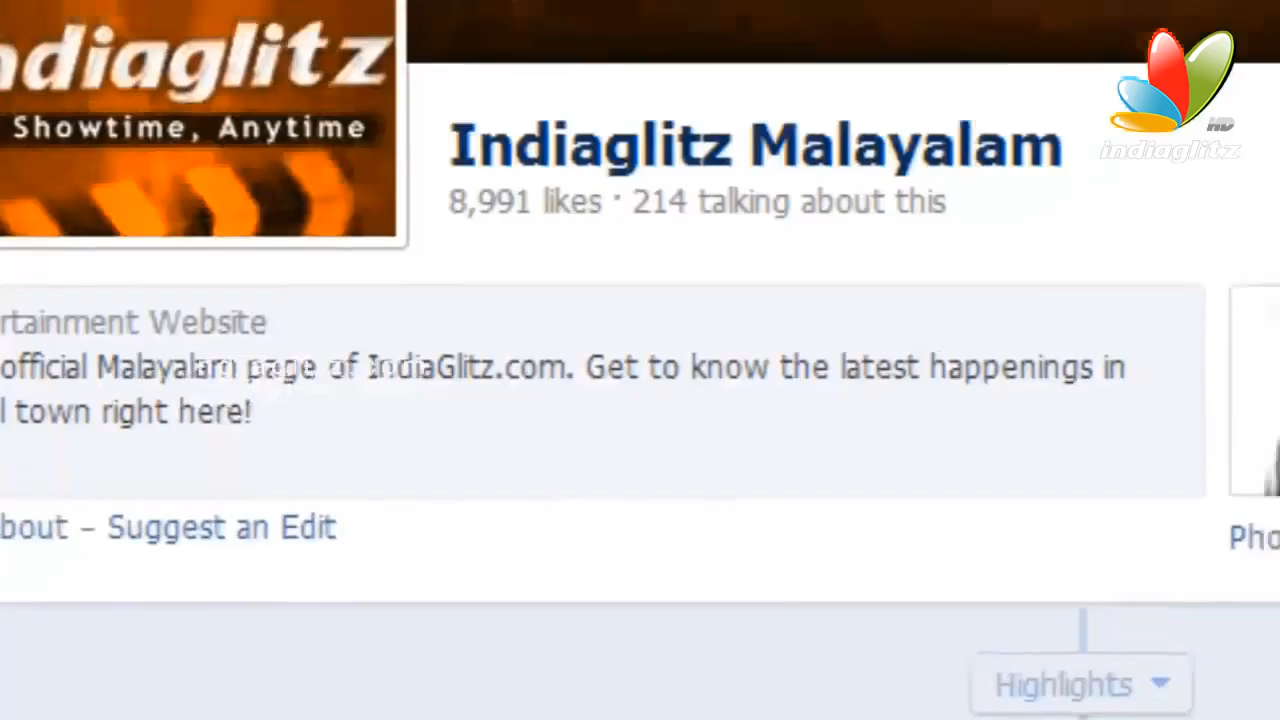 ndiaglitz
Showtime, Anytime
HD
indiaglitz
Indiaglitz Malayalam
8,991 likes · 214 talking about this
rtainment Website
official Malayalam page of IndiaGlitz.com. Get to know the latest happenings in
l town right here!
bout – Suggest an Edit
Pho
Highlights